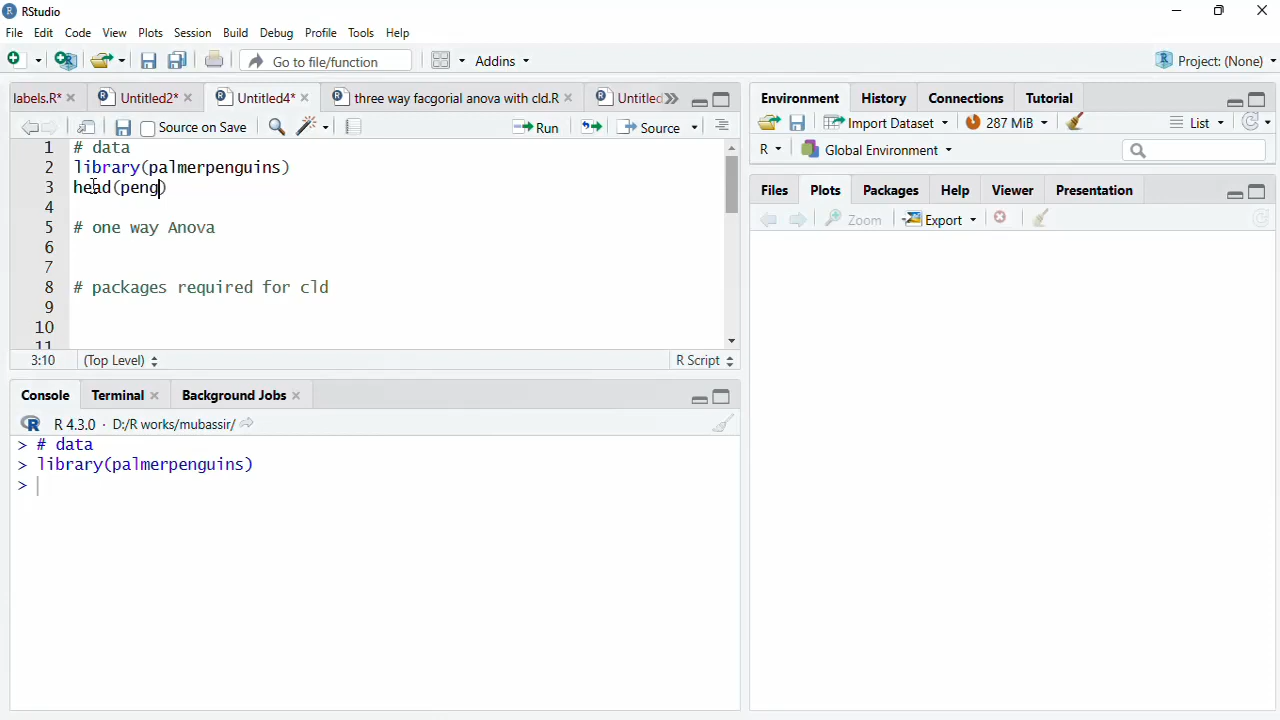 RStudio
File Edit Code View Plots Session Build Debug Profile Tools Help
Go to file/function Addins Project: (None)
labels.R* Untitled2* Untitled4* three way facgorial anova with cld.R Untitled
Source on Save Run Source
1 # data
2 library(palmerpenguins)
3 head(peng)
4
5 # one way Anova
6
7
8 # packages required for cld
9
10
11
3:10 (Top Level) R Script
Console Terminal Background Jobs
R 4.3.0 · D:/R works/mubassir/
> # data
> library(palmerpenguins)
>
Environment History Connections Tutorial
Import Dataset 287 MiB List
R Global Environment
Files Plots Packages Help Viewer Presentation
Zoom Export